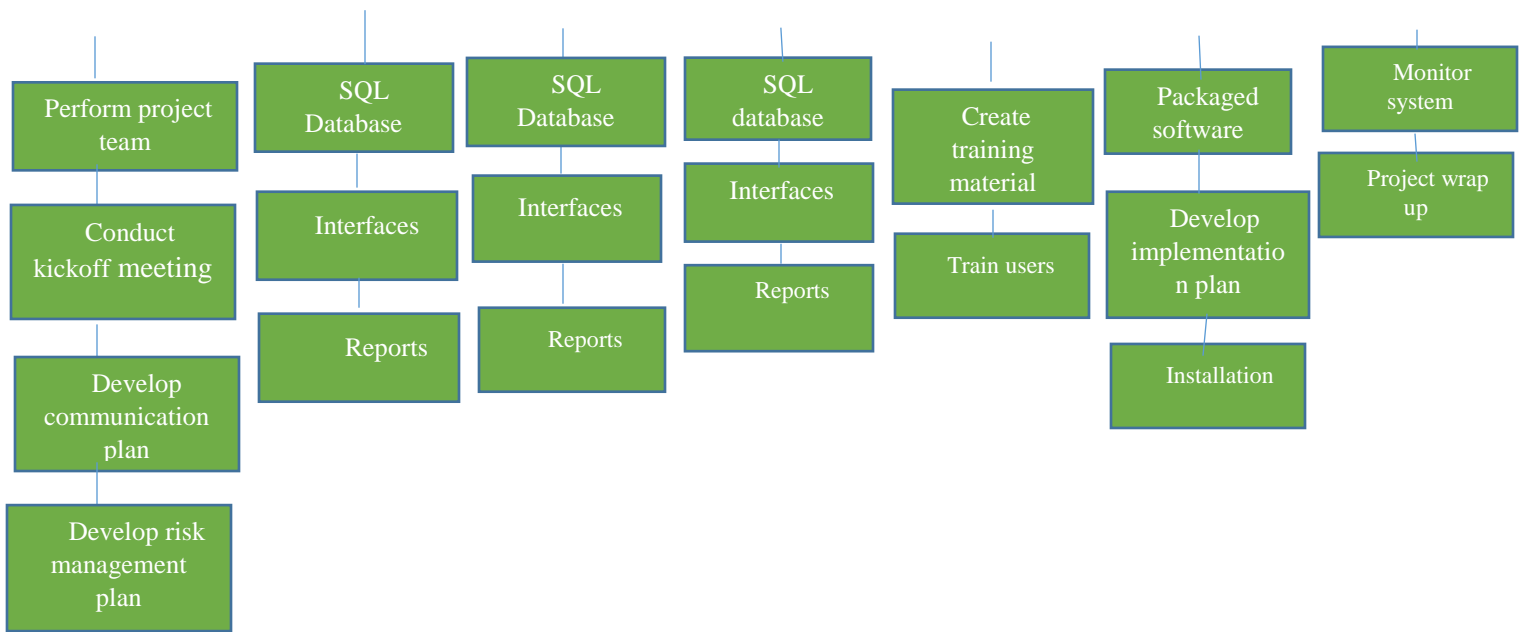 Perform project
team
Conduct
kickoff meeting
Develop
communication
plan
Develop risk
management
plan
SQL
Database
Interfaces
Reports
SQL
Database
Interfaces
Reports
SQL
database
Interfaces
Reports
Create
training
material
Train users
Packaged
software
Develop
implementatio
n plan
Installation
Monitor
system
Project wrap
up